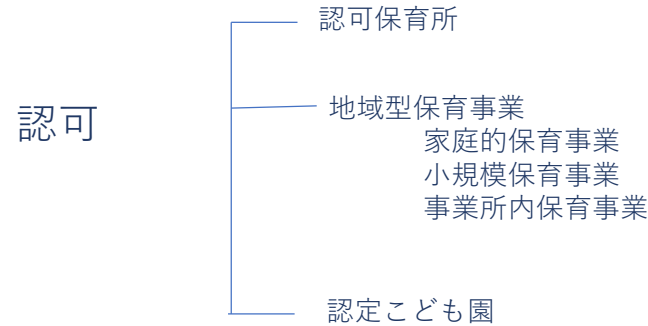 認可
認可保育所
地域型保育事業
家庭的保育事業
小規模保育事業
事業所内保育事業
認定こども園